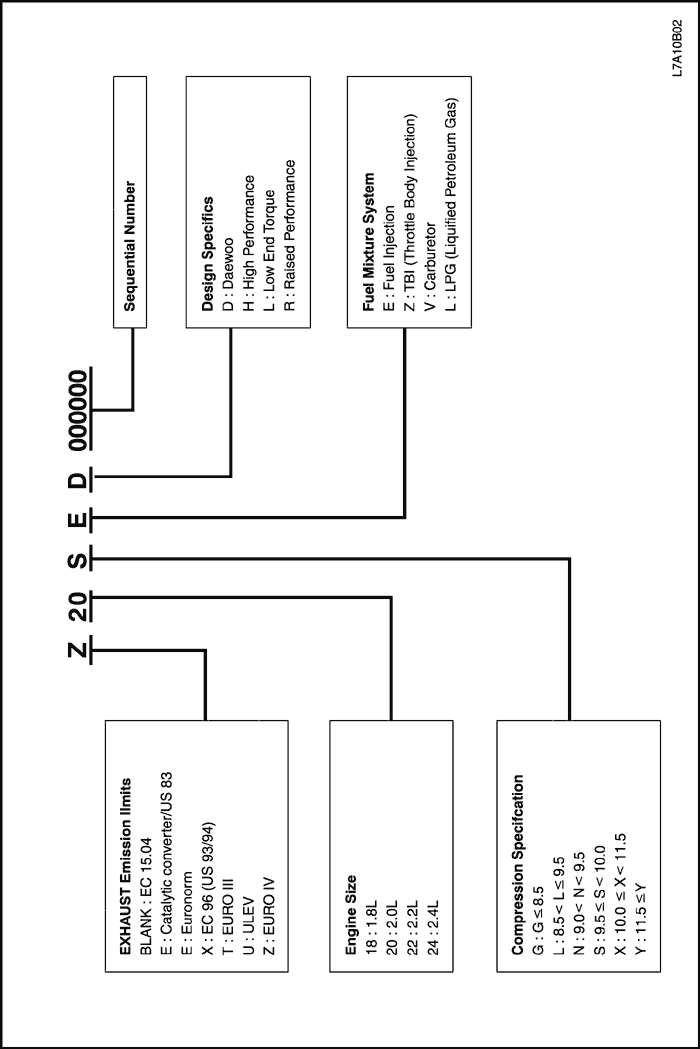 Z 20 S E D 000000
EXHAUST Emission lImits
BLANK : EC 15.04
E : Catalytic converter/US 83
E : Euronorm
X : EC 96 (US 93/94)
T : EURO III
U : ULEV
Z : EURO IV
Engine Size
18 : 1.8L
20 : 2.0L
22 : 2.2L
24 : 2.4L
Compression Specifcation
G : G ≤ 8.5
L : 8.5 < L ≤ 9.5
N : 9.0 < N < 9.5
S : 9.5 ≤ S < 10.0
X : 10.0 ≤ X < 11.5
Y : 11.5 ≤ Y
Sequential Number
Design Specifics
D : Daewoo
H : High Performance
L : Low End Torque
R : Raised Performance
Fuel Mixture System
E : Fuel Injection
Z : TBI (Throttle Body Injection)
V : Carburetor
L : LPG (Liquified Petroleum Gas)
L7A10B02